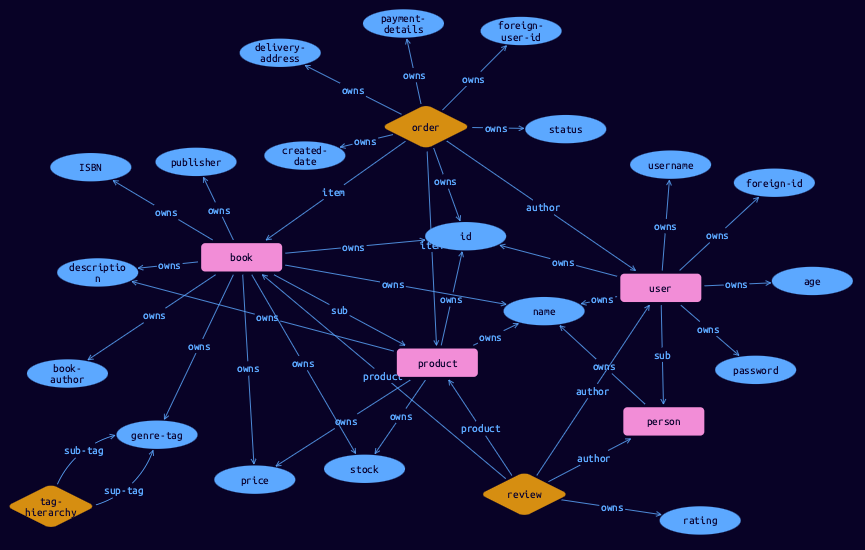 payment-
details
foreign-
user-id
delivery-
address
owns
owns
owns
order
owns
status
owns
created-
date
ISBN
publisher
username
foreign-id
owns
item
owns
owns
author
owns
owns
id
item
owns
book
owns
owns
descriptio
n
owns
user
owns
age
owns
owns
owns
name
sub
owns
owns
owns
owns
owns
sub
product
owns
owns
owns
password
book-
author
product
owns
author
person
owns
owns
product
genre-tag
sub-tag
author
stock
price
sup-tag
review
tag-
hierarchy
owns
rating